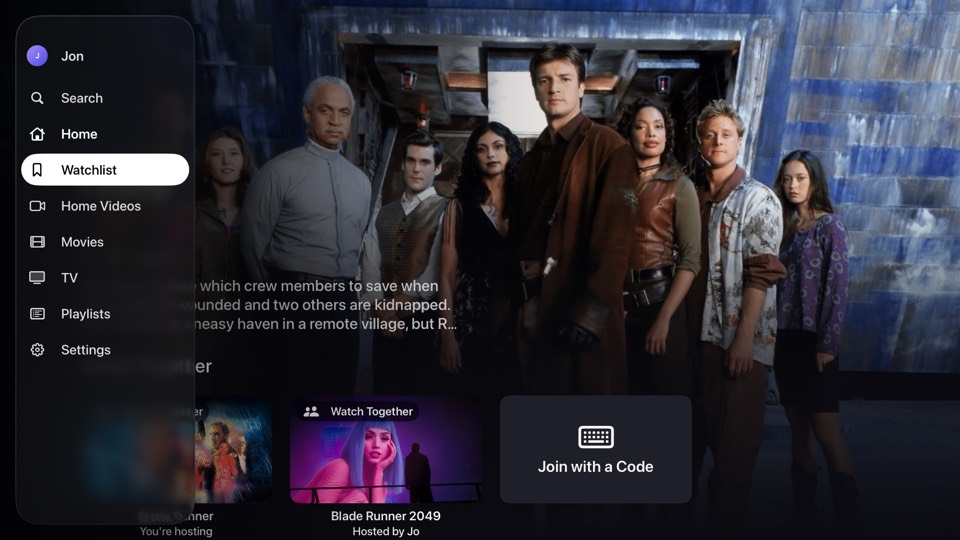 J
Jon
Search
Home
Watchlist
Home Videos
Movies
TV
Playlists
Settings
which crew members to save when
and two others are kidnapped.
haven in a remote village, but R…
Watch Together
Join with a Code
Blade Runner 2049
Hosted by Jo
You're hosting